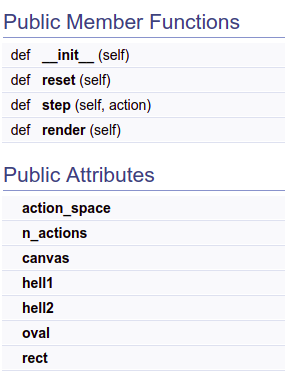 Public Member Functions
def __init__ (self)
def reset (self)
def step (self, action)
def render (self)
Public Attributes
action_space
n_actions
canvas
hell1
hell2
oval
rect